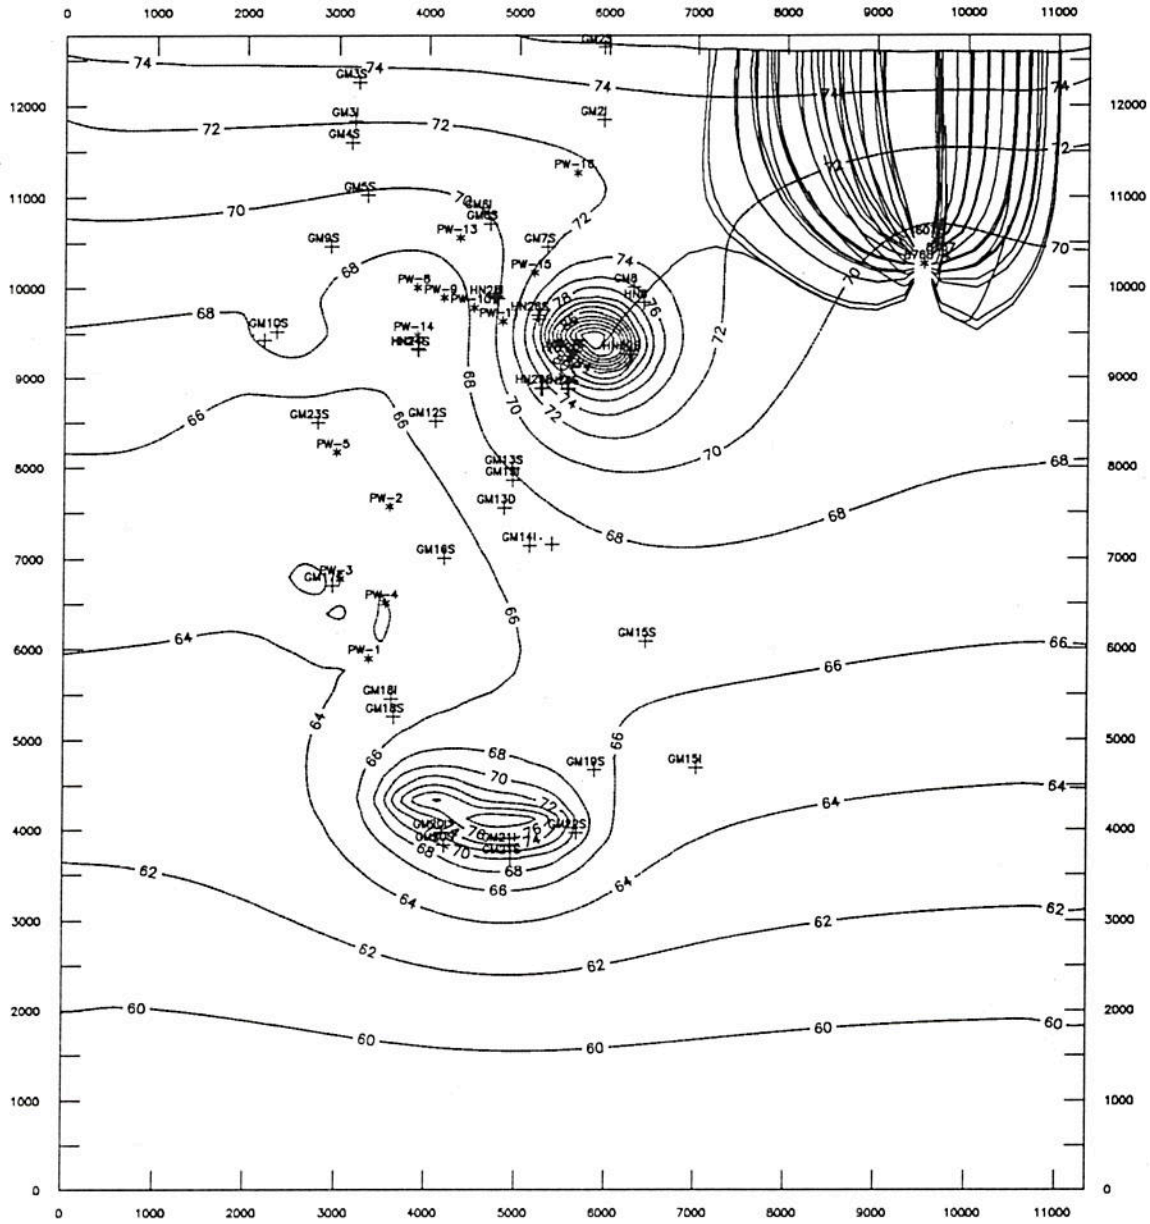 0 1000 2000 3000 4000 5000 6000 7000 8000 9000 10000 11000
GM2S
74 74 74 74
GM3S
12000 12000
GM3I GM2I
72 72 72
GM4S
PW-16
72
11000 GM5S 70 11000
70 GM6I 72
GM6S
PW-13
GM9S GM7S 70
68 74
PW-15
70
10000 PW-8 GM8 10000
PW-9 78 76
68 GM10S
PW-14
72
9000 9000
68
74
66 66 70 72
GM23S GM12S
PW-5 70
68
8000 GM13S 8000
PW-2 GM13D
68 68
GM14I
7000 GM16S 7000
PW-3
PW-4
66
64 GM15S 66
6000 PW-1 6000
66
GM18I
GM18S
64
5000 66 68 66 5000
GM19S GM15I
70
64 64
72
4000 GM22S 4000
78 76
GM21I 74
68 70
68
62 66 64
64
3000 62 62 3000
62 62
2000 2000
60 60 60
60 60
1000 1000
0 0
0 1000 2000 3000 4000 5000 6000 7000 8000 9000 10000 11000